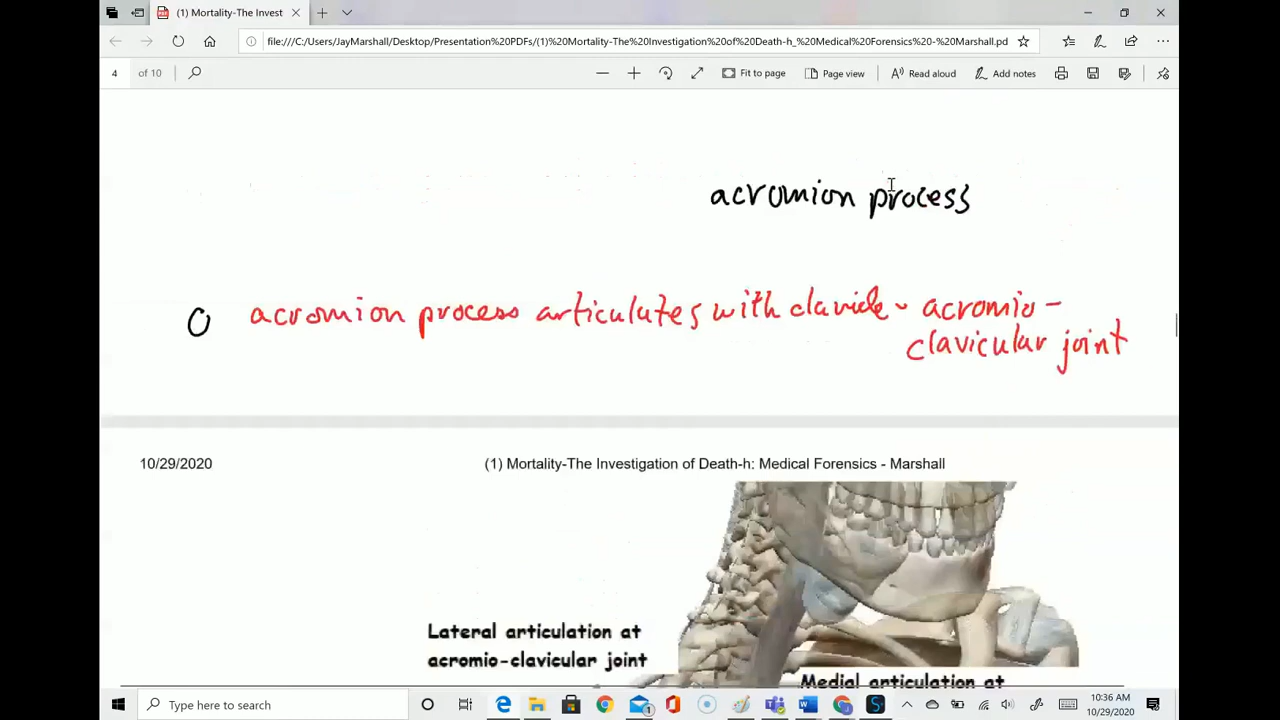 (1) Mortality-The Invest
file:///C:/Users/JayMarshall/Desktop/Presentation%20PDFs/(1)%20Mortality-The%20Investigation%20of%20Death-h_%20Medical%20Forensics%20-%20Marshall.pd
4 of 10
Fit to page
Page view
Read aloud
Add notes
acromion process
O acromion process articulates with clavicle - acromio-
clavicular joint
10/29/2020 (1) Mortality-The Investigation of Death-h: Medical Forensics - Marshall
Lateral articulation at
acromio-clavicular joint
Medial articulation at
Type here to search
10:36 AM
10/29/2020